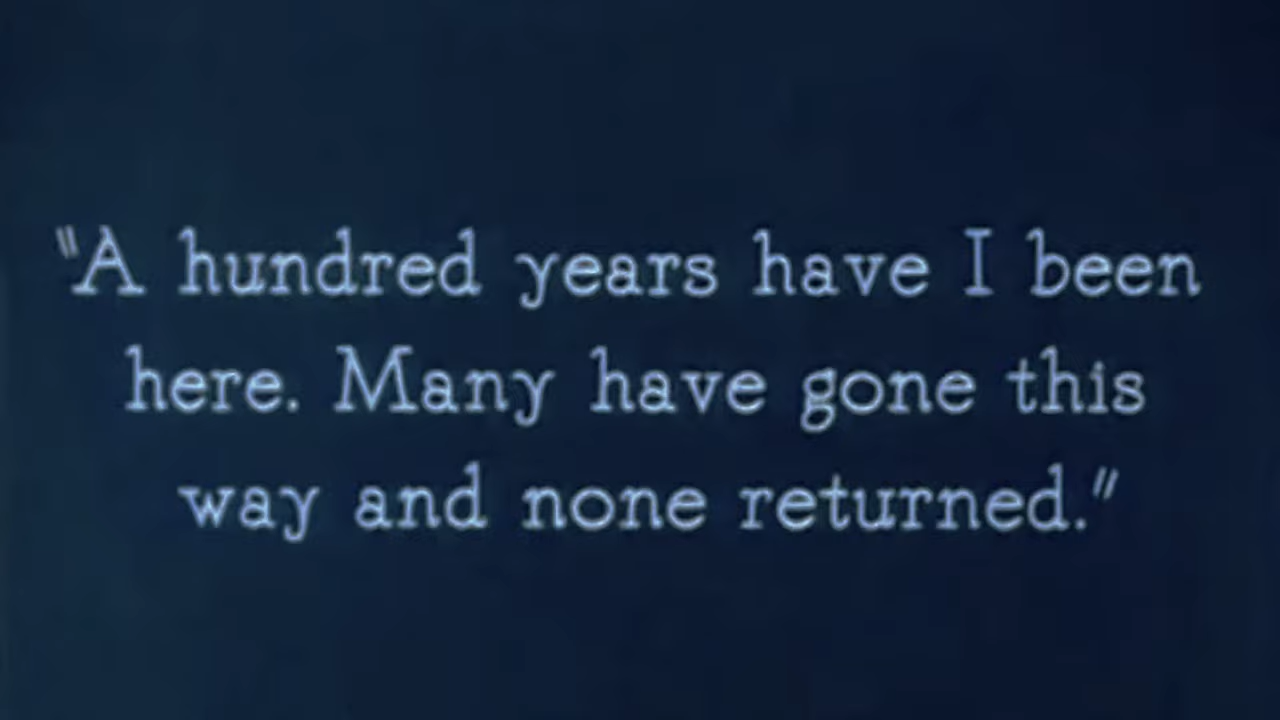 "A hundred years have I been
here. Many have gone this
way and none returned."